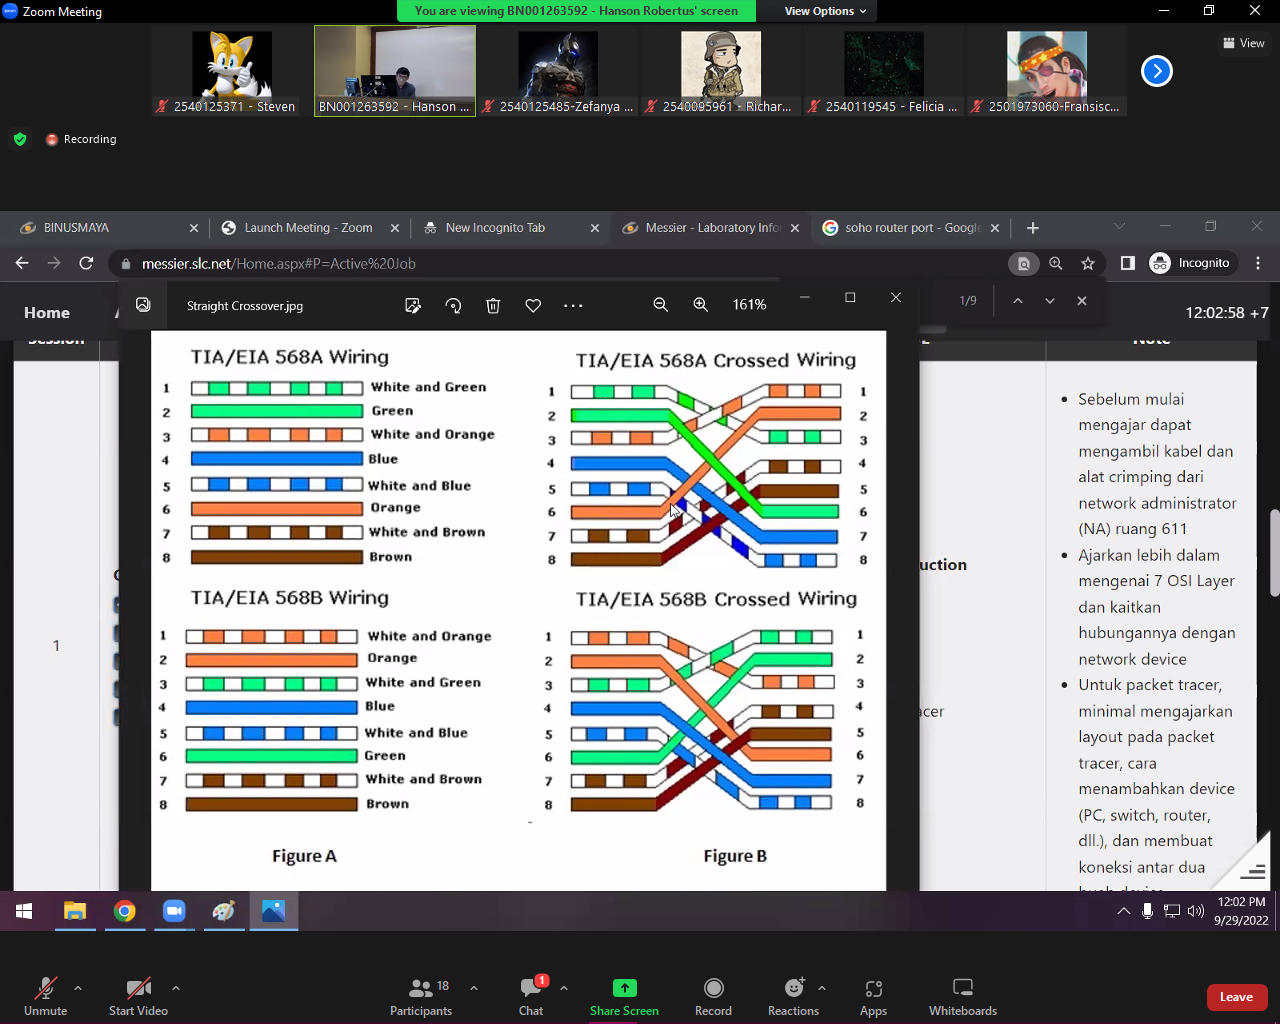 Zoom Meeting
You are viewing BN001263592 - Hanson Robertus' screen
View Options
View
2540125371 - Steven
BN001263592 - Hanson ...
2540125485-Zefanya ...
2540095961 - Richar...
2540119545 - Felicia ...
2501973060-Fransisc...
Recording
BINUSMAYA
Launch Meeting - Zoom
New Incognito Tab
Messier - Laboratory Info
soho router port - Google
messier.slc.net/Home.aspx#P=Active%20Job
Incognito
Home
Straight Crossover.jpg
161%
1/9
12:02:58 +7
Session
Note
TIA/EIA 568A Wiring
1 White and Green
2 Green
3 White and Orange
4 Blue
5 White and Blue
6 Orange
7 White and Brown
8 Brown
TIA/EIA 568A Crossed Wiring
1 1
2 2
3 3
4 4
5 5
6 6
7 7
8 8
TIA/EIA 568B Wiring
1 White and Orange
2 Orange
3 White and Green
4 Blue
5 White and Blue
6 Green
7 White and Brown
8 Brown
TIA/EIA 568B Crossed Wiring
1 1
2 2
3 3
4 4
5 5
6 6
7 7
8 8
Figure A
Figure B
1
uction
acer
Sebelum mulai
mengajar dapat
mengambil kabel dan
alat crimping dari
network administrator
(NA) ruang 611
Ajarkan lebih dalam
mengenai 7 OSI Layer
dan kaitkan
hubungannya dengan
network device
Untuk packet tracer,
minimal mengajarkan
layout pada packet
tracer, cara
menambahkan device
(PC, switch, router,
dll.), dan membuat
koneksi antar dua
12:02 PM
9/29/2022
Unmute
Start Video
18
Participants
1
Chat
Share Screen
Record
Reactions
Apps
Whiteboards
Leave